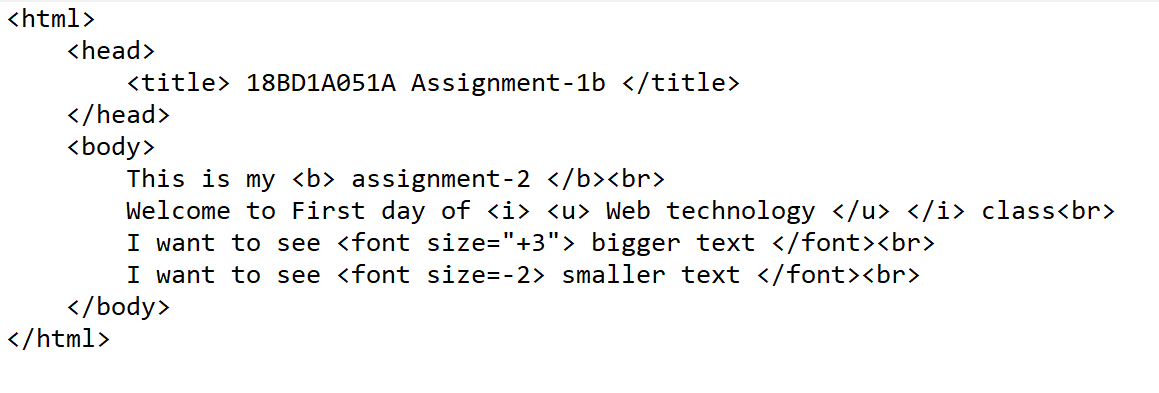 <html>
<head>
<title> 18BD1A051A Assignment-1b </title>
</head>
<body>
This is my <b> assignment-2 </b><br>
Welcome to First day of <i> <u> Web technology </u> </i> class<br>
I want to see <font size="+3"> bigger text </font><br>
I want to see <font size=-2> smaller text </font><br>
</body>
</html>